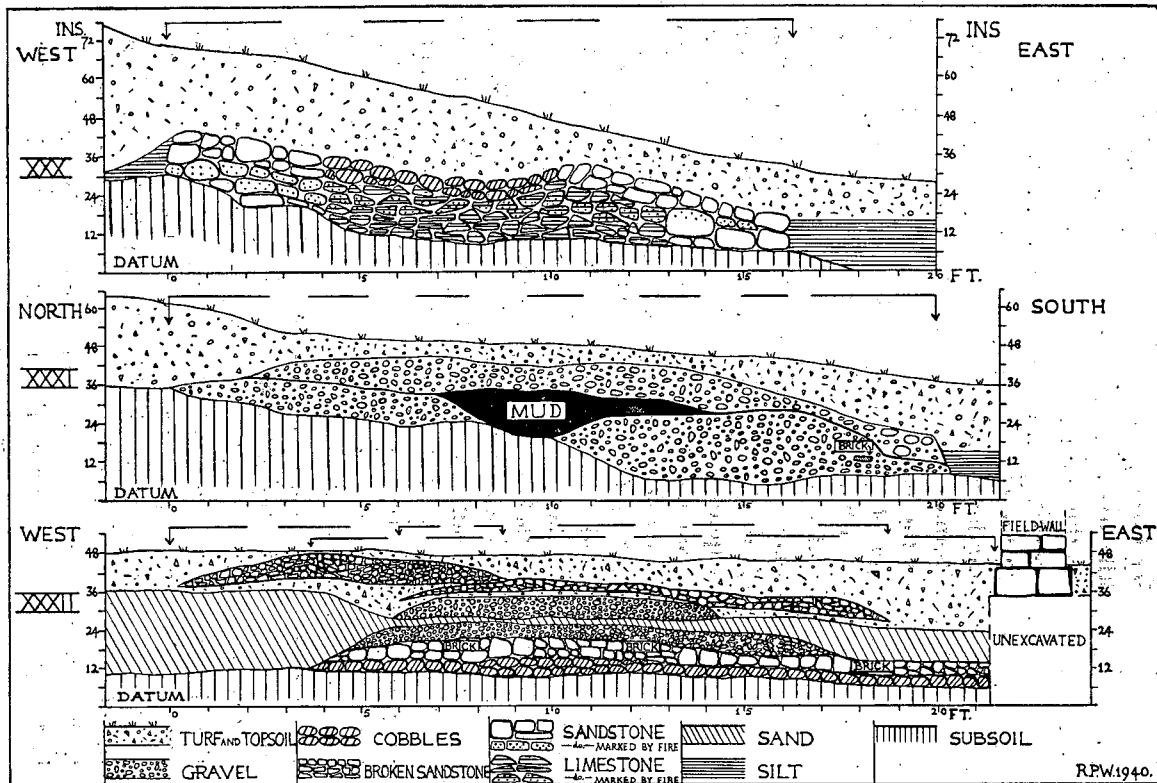 INS
72
60
48
36
24
12
WEST
XXX
DATUM
INS
72
60
48
36
24
12
EAST
0 5 10 15 20 FT.
NORTH
60
48
36
24
12
XXXI
DATUM
MUD
BRICK
SOUTH
60
48
36
24
12
0 5 10 15 20 FT.
WEST
48
36
24
12
XXXII
DATUM
BRICK BRICK BRICK
FIELD-WALL
EAST
48
36
24
12
UNEXCAVATED
0 5 10 15 20 FT.
TURF AND TOPSOIL
GRAVEL
COBBLES
BROKEN SANDSTONE
SANDSTONE
—do.— MARKED BY FIRE
LIMESTONE
—do.— MARKED BY FIRE
SAND
SILT
SUBSOIL
R.P.W. 1940.